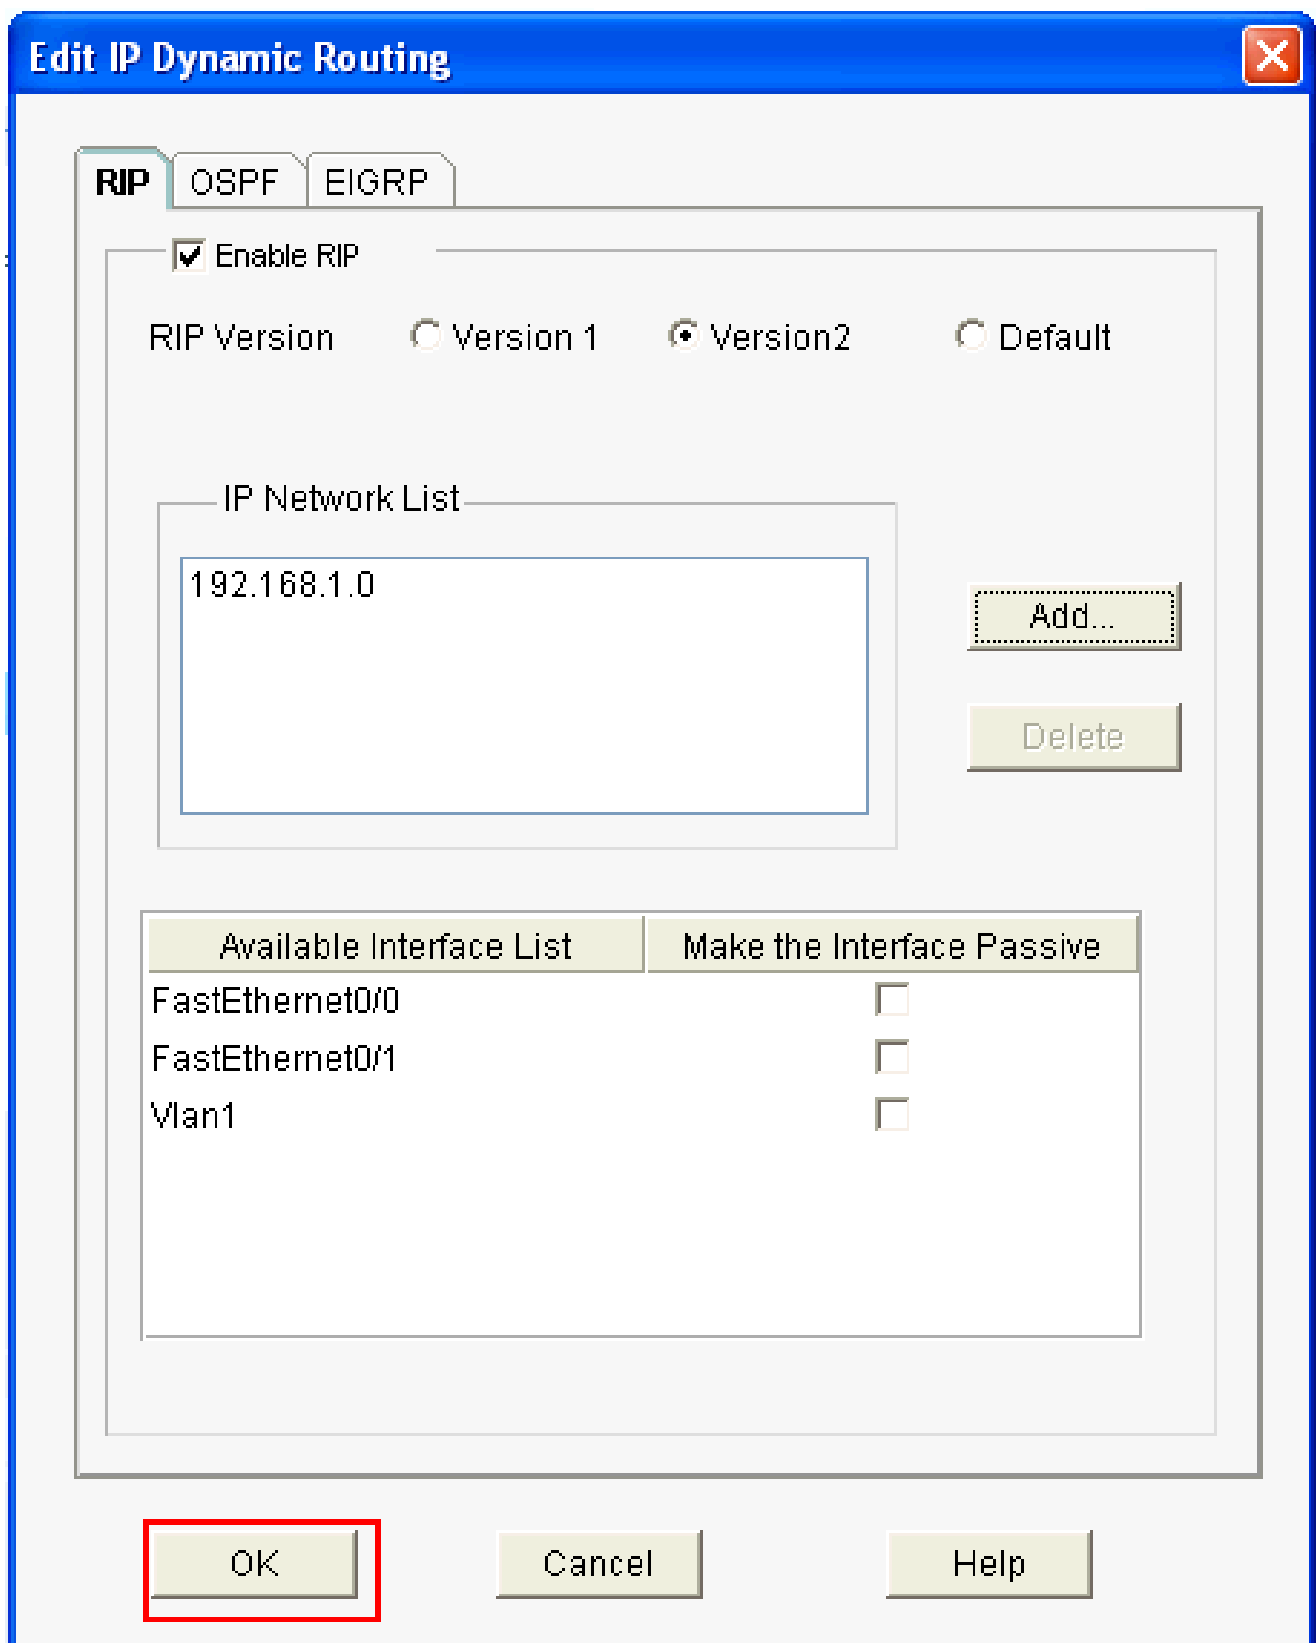 Edit IP Dynamic Routing
RIP OSPF EIGRP
Enable RIP
RIP Version Version 1 Version2 Default
IP Network List
192.168.1.0
Add...
Delete
Available Interface List Make the Interface Passive
FastEthernet0/0
FastEthernet0/1
Vlan1
OK Cancel Help